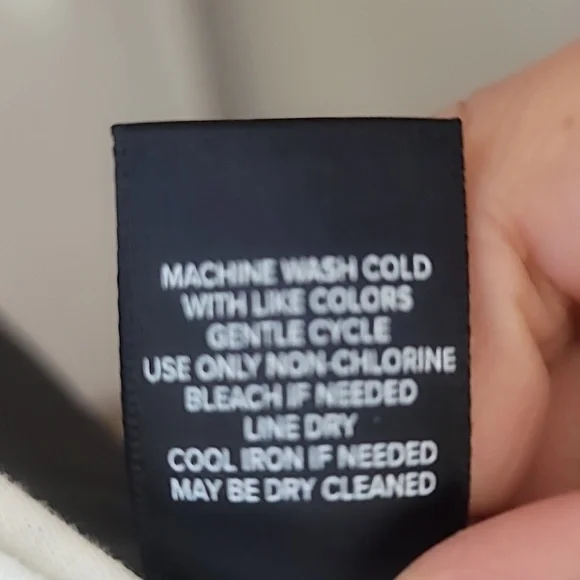 MACHINE WASH COLD
WITH LIKE COLORS
GENTLE CYCLE
USE ONLY NON-CHLORINE
BLEACH IF NEEDED
LINE DRY
COOL IRON IF NEEDED
MAY BE DRY CLEANED